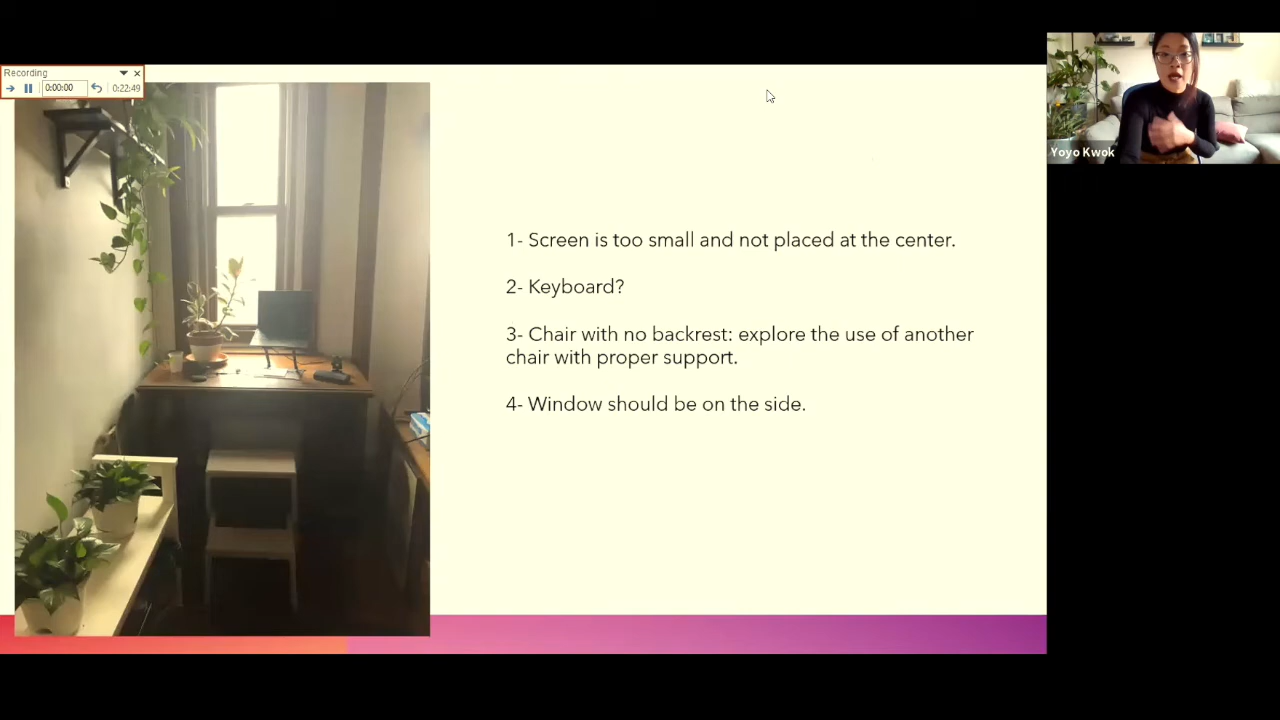 Recording
0:00:00
0:22:49
Yoyo Kwok
1- Screen is too small and not placed at the center.
2- Keyboard?
3- Chair with no backrest: explore the use of another
chair with proper support.
4- Window should be on the side.